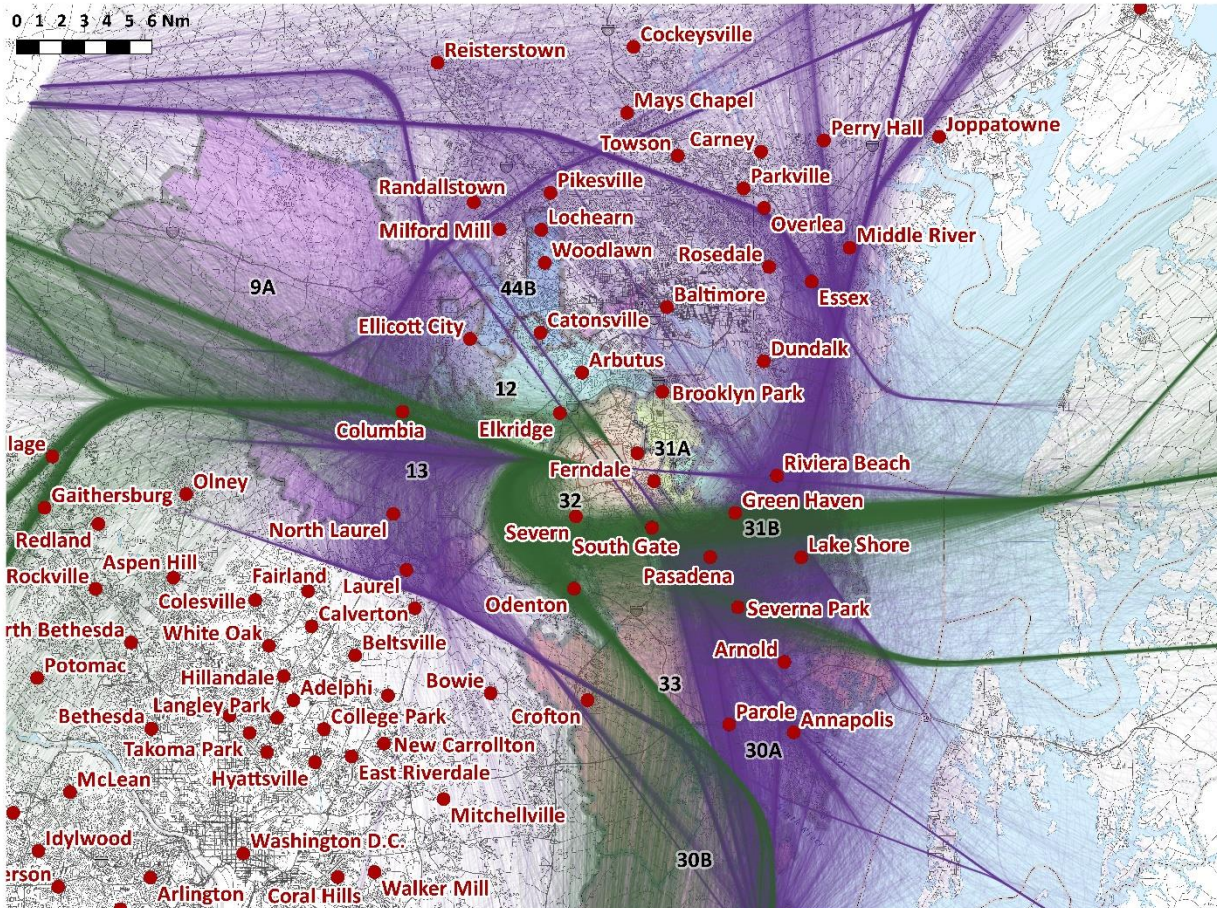 0 1 2 3 4 5 6 Nm
Cockeysville
Reisterstown
Mays Chapel
Towson
Carney
Perry Hall
Joppatowne
Randallstown
Pikesville
Parkville
Milford Mill
Lochearn
Overlea
Woodlawn
Rosedale
Middle River
9A
44B
Baltimore
Essex
Ellicott City
Catonsville
Arbutus
Dundalk
12
Brooklyn Park
Columbia
Elkridge
lage
13
Ferndale
31A
Riviera Beach
Gaithersburg
Olney
32
Green Haven
Redland
North Laurel
Severn
South Gate
31B
Lake Shore
Rockville
Aspen Hill
Fairland
Laurel
Pasadena
Colesville
Calverton
Odenton
Severna Park
rth Bethesda
White Oak
Beltsville
Arnold
Potomac
Hillandale
Adelphi
Bowie
33
Bethesda
Langley Park
College Park
Crofton
Parole
Annapolis
Takoma Park
New Carrollton
30A
Hyattsville
East Riverdale
McLean
Mitchellville
Idylwood
Washington D.C.
30B
erson
Arlington
Coral Hills
Walker Mill